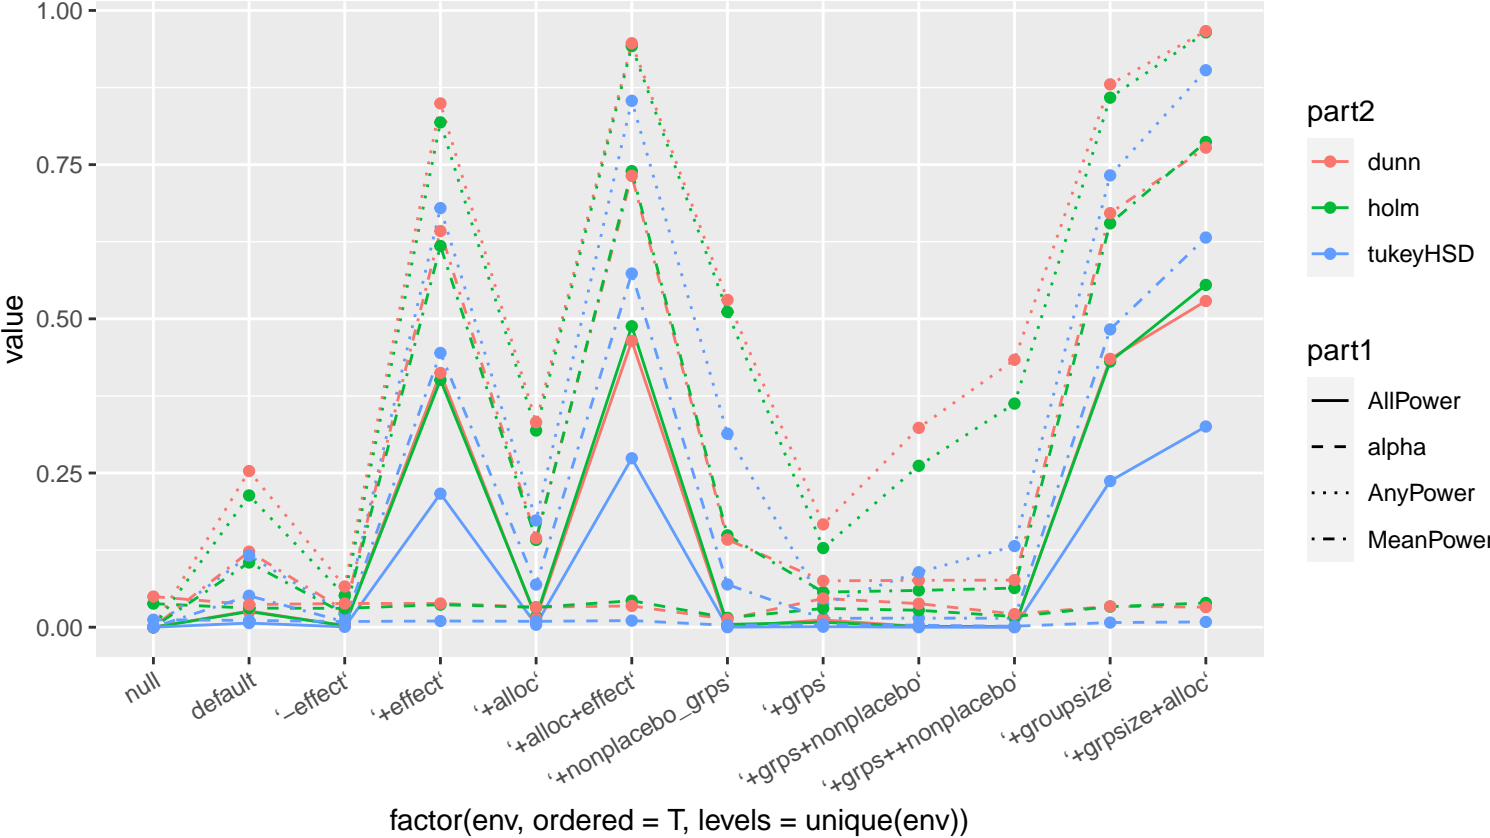 1.00
0.75
0.50
0.25
0.00
value
null
default
‘−effect‘
‘+effect‘
‘+alloc‘
‘+alloc+effect‘
‘+nonplacebo_grps‘
‘+grps‘
‘+grps+nonplacebo‘
‘+grps++nonplacebo‘
‘+groupsize‘
‘+grpsize+alloc‘
factor(env, ordered = T, levels = unique(env))
part2
dunn
holm
tukeyHSD
part1
AllPower
alpha
AnyPower
MeanPower